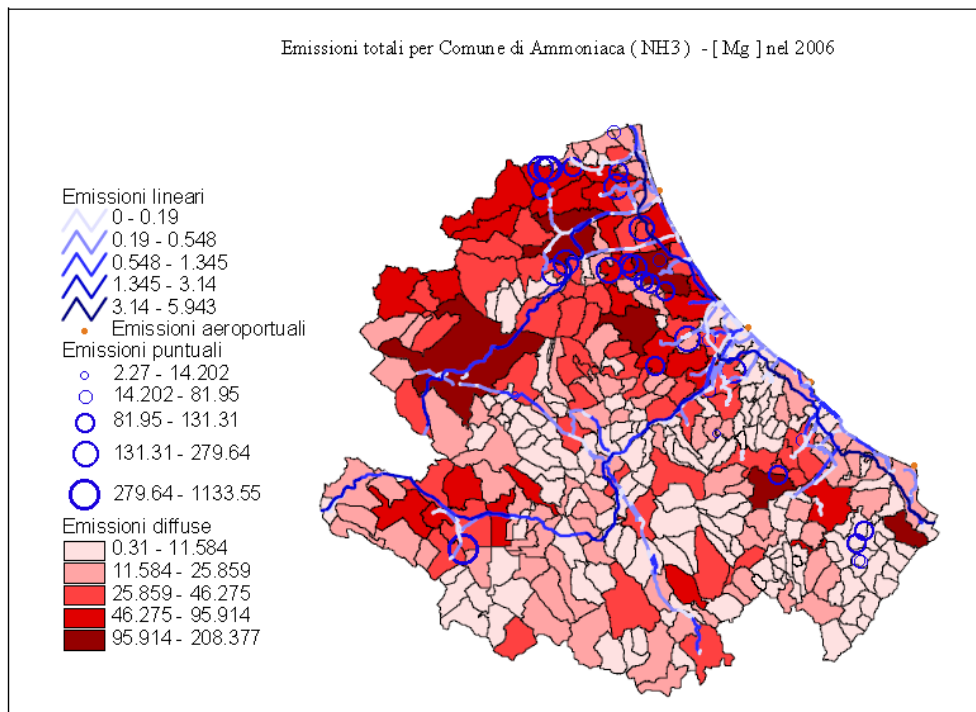 Emissioni totali per Comune di Ammoniaca ( NH3 ) - [ Mg ] nel 2006
Emissioni lineari
0 - 0.19
0.19 - 0.548
0.548 - 1.345
1.345 - 3.14
3.14 - 5.943
Emissioni aeroportuali
Emissioni puntuali
2.27 - 14.202
14.202 - 81.95
81.95 - 131.31
131.31 - 279.64
279.64 - 1133.55
Emissioni diffuse
0.31 - 11.584
11.584 - 25.859
25.859 - 46.275
46.275 - 95.914
95.914 - 208.377